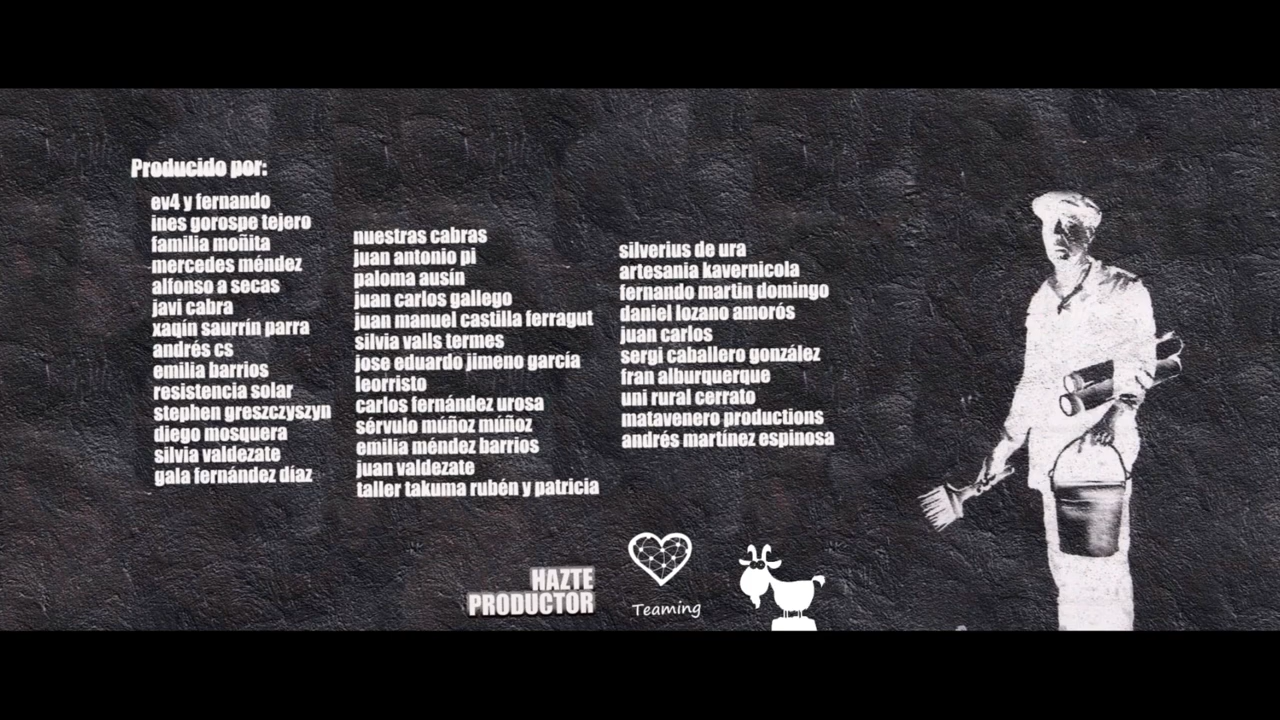 Producido por:
ev4 y fernando
ines gorospe tejero
familia moñita
mercedes méndez
alfonso a secas
javi cabra
xaqín saurrín parra
andrés cs
emilia barrios
resistencia solar
stephen greszczyszyn
diego mosquera
silvia valdezate
gala fernández díaz
nuestras cabras
juan antonio pi
paloma ausín
juan carlos gallego
juan manuel castilla ferragut
silvia valls termes
jose eduardo jimeno garcía
leorristo
carlos fernández urosa
sérvulo múñoz múñoz
emilia méndez barrios
juan valdezate
taller takuma rubén y patricia
silverius de ura
artesania kavernicola
fernando martin domingo
daniel lozano amorós
juan carlos
sergi caballero gonzález
fran alburquerque
uni rural cerrato
matavenero productions
andrés martínez espinosa
HAZTE
PRODUCTOR
Teaming